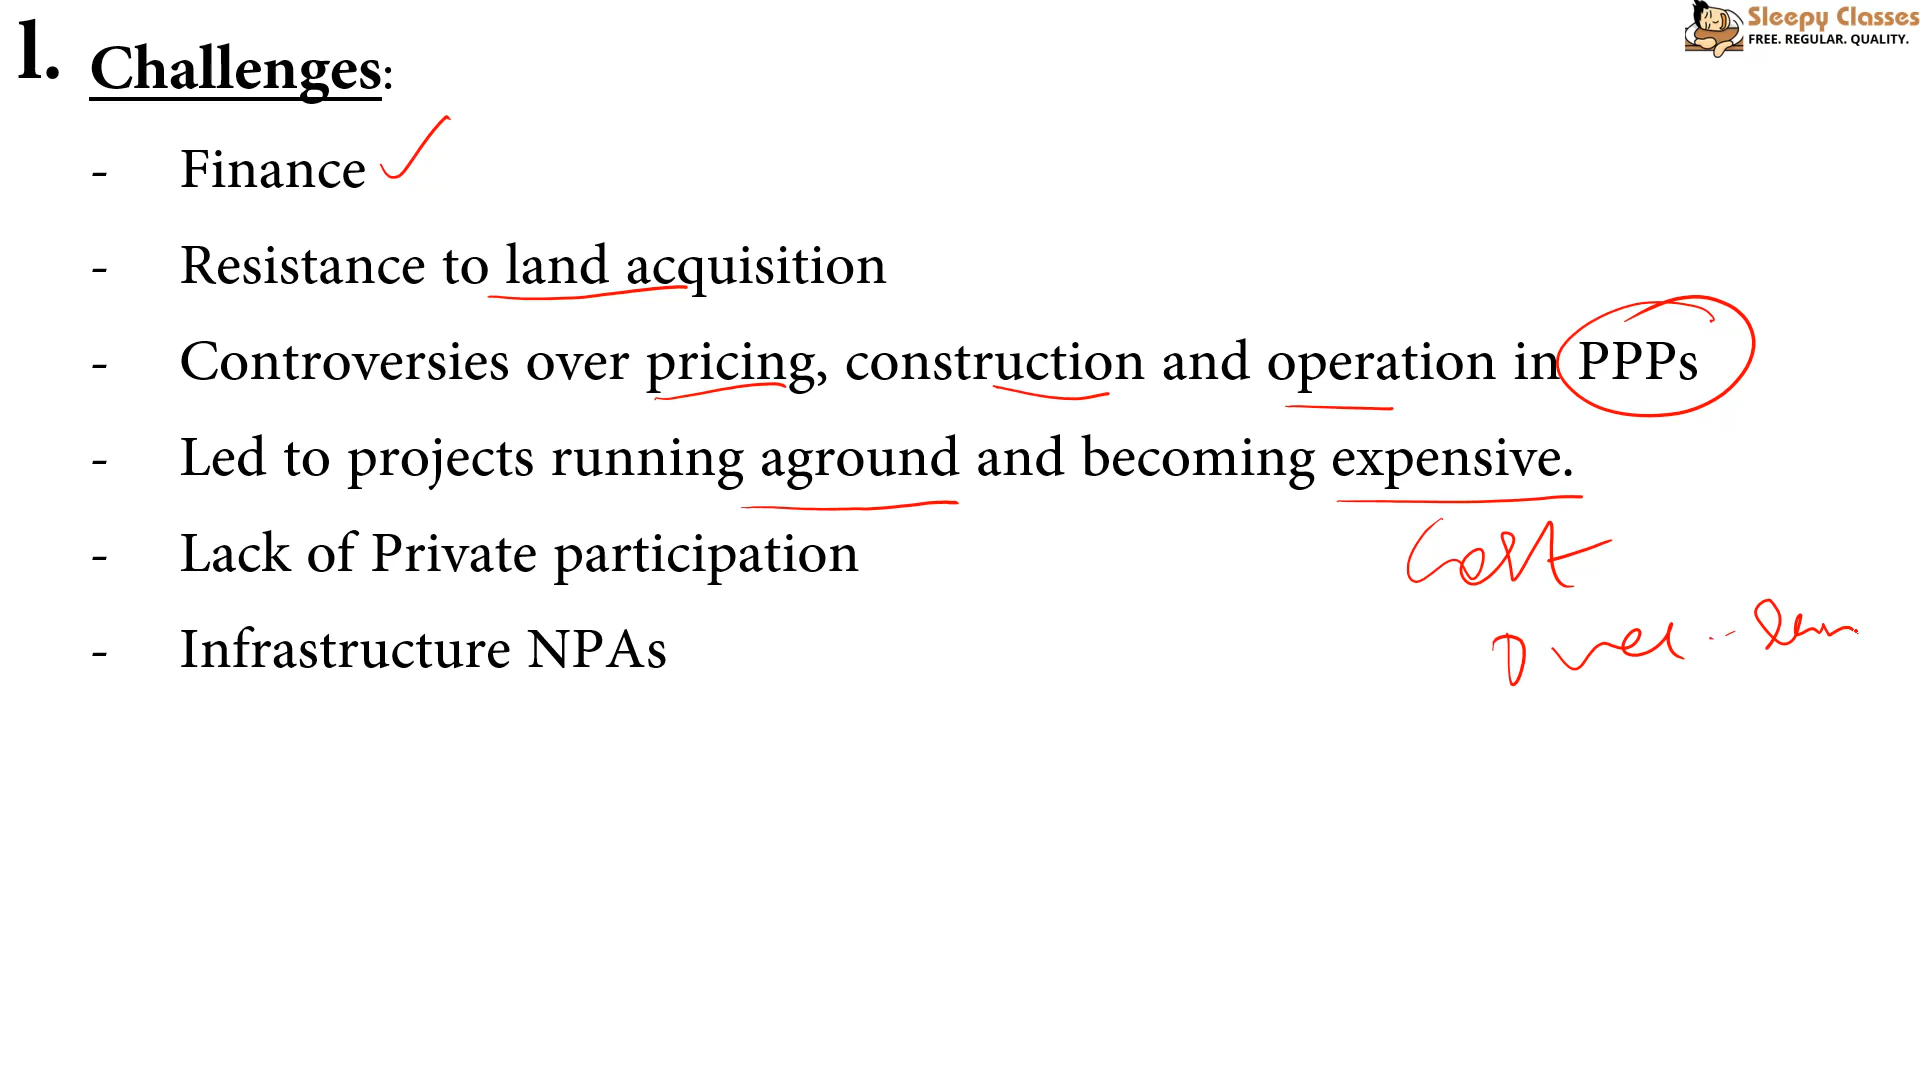 Sleepy Classes
FREE. REGULAR. QUALITY.
1. Challenges:
- Finance
- Resistance to land acquisition
- Controversies over pricing, construction and operation in PPPs
- Led to projects running aground and becoming expensive.
Cost
- Lack of Private participation
over
- Infrastructure NPAs